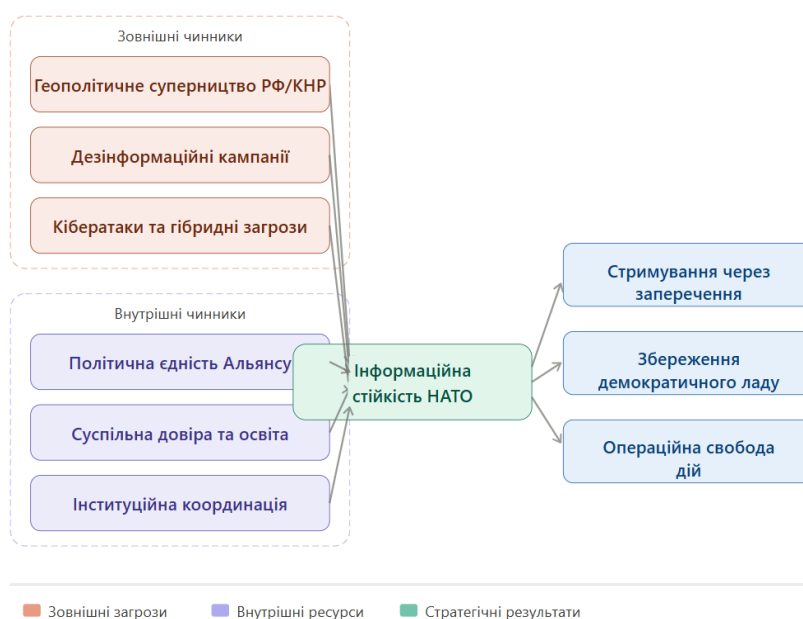 Зовнішні чинники
Геополітичне суперництво РФ/КНР
Дезінформаційні кампанії
Кібератаки та гібридні загрози
Внутрішні чинники
Політична єдність Альянсу
Суспільна довіра та освіта
Інституційна координація
Інформаційна
стійкість НАТО
Стримування через
заперечення
Збереження
демократичного ладу
Операційна свобода
дій
Зовнішні загрози
Внутрішні ресурси
Стратегічні результати